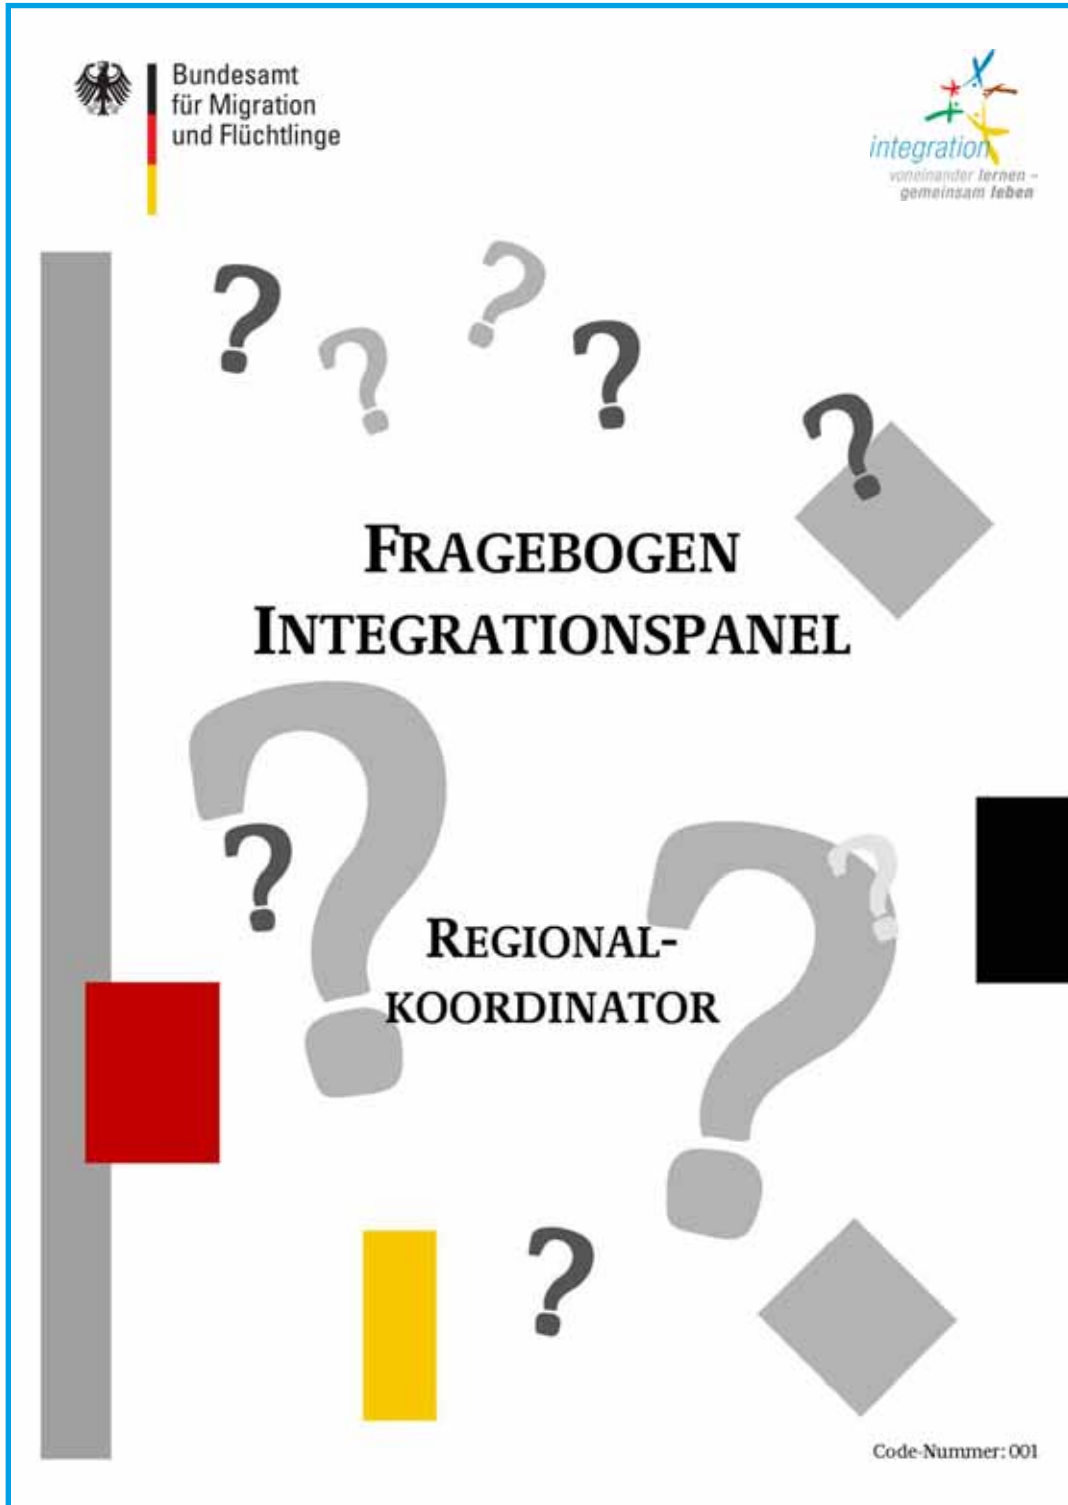 Bundesamt
für Migration
und Flüchtlinge
integration
voneinander lernen –
gemeinsam leben
?
?
?
?
?
FRAGEBOGEN
INTEGRATIONSPANEL
?
?
?
?
REGIONAL-
KOORDINATOR
?
Code-Nummer: 001